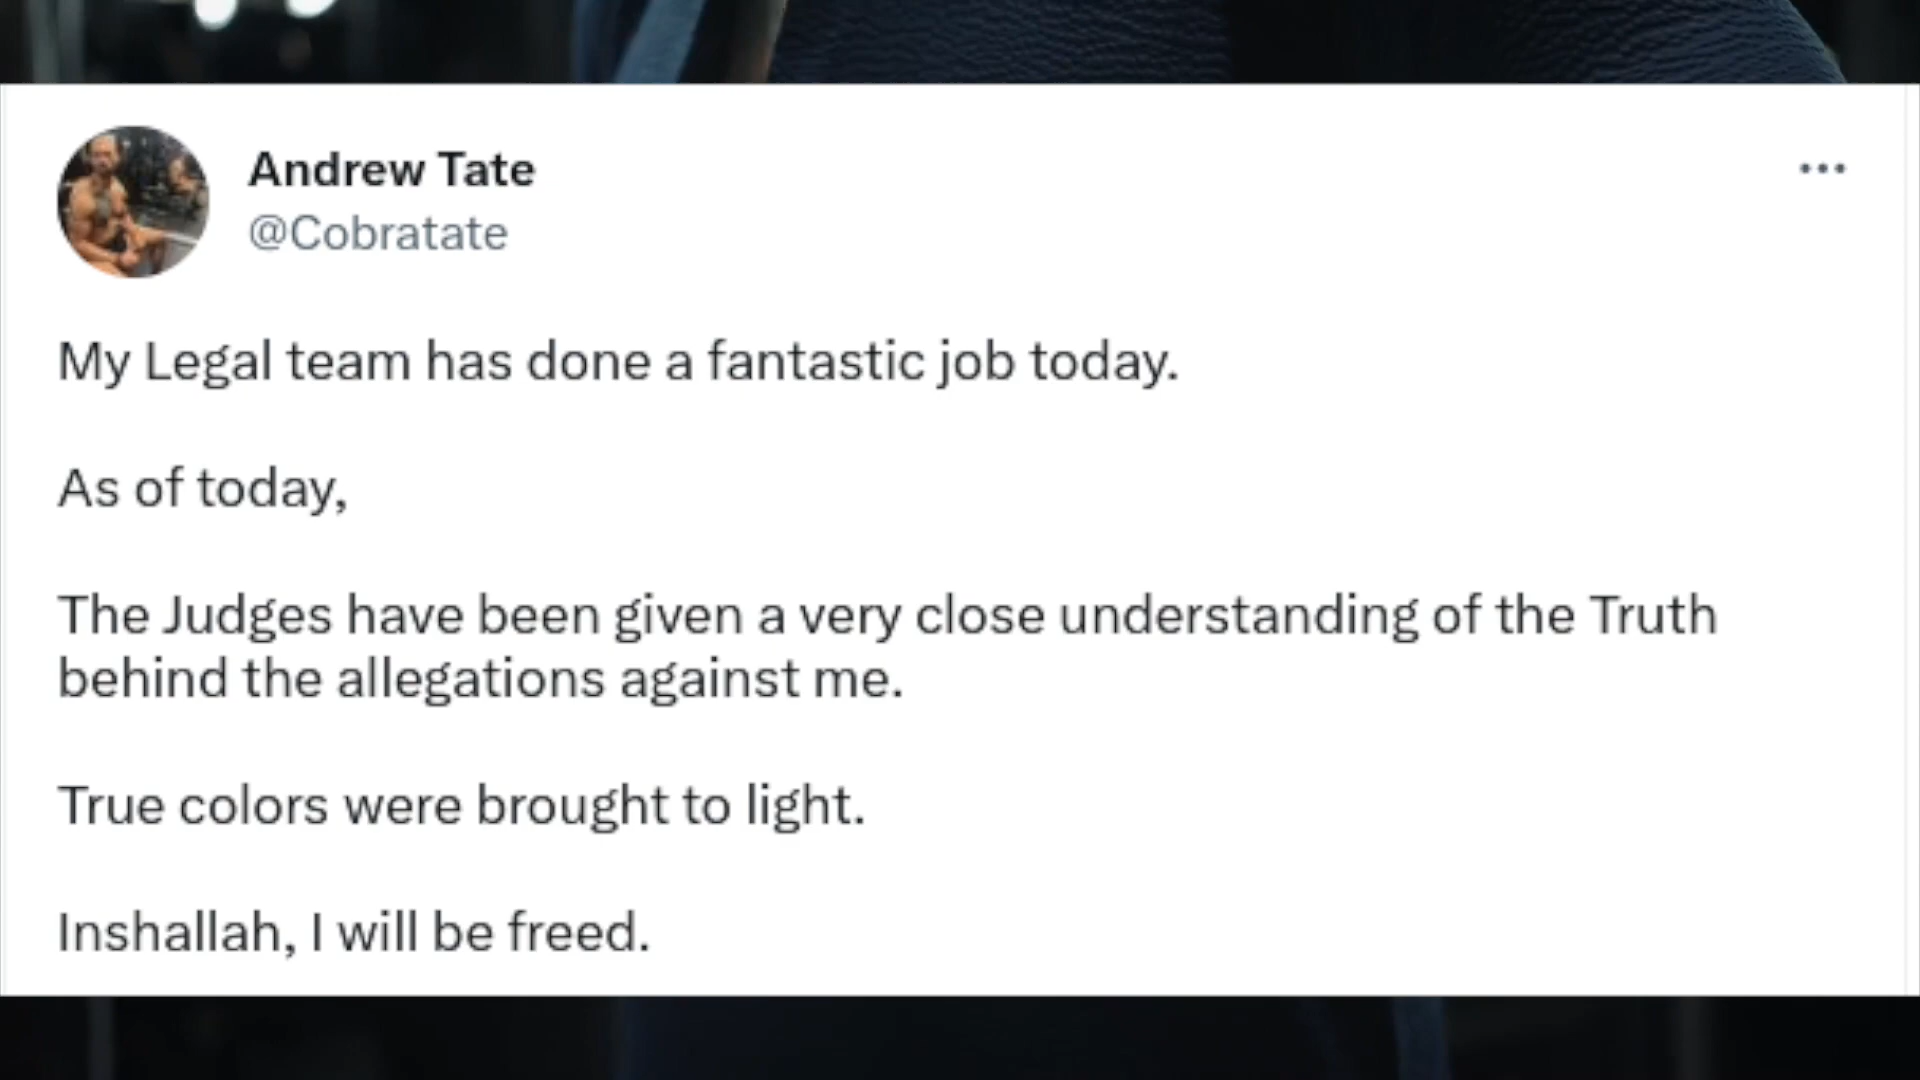 Andrew Tate
@Cobratate
My Legal team has done a fantastic job today.
As of today,
The Judges have been given a very close understanding of the Truth
behind the allegations against me.
True colors were brought to light.
Inshallah, I will be freed.